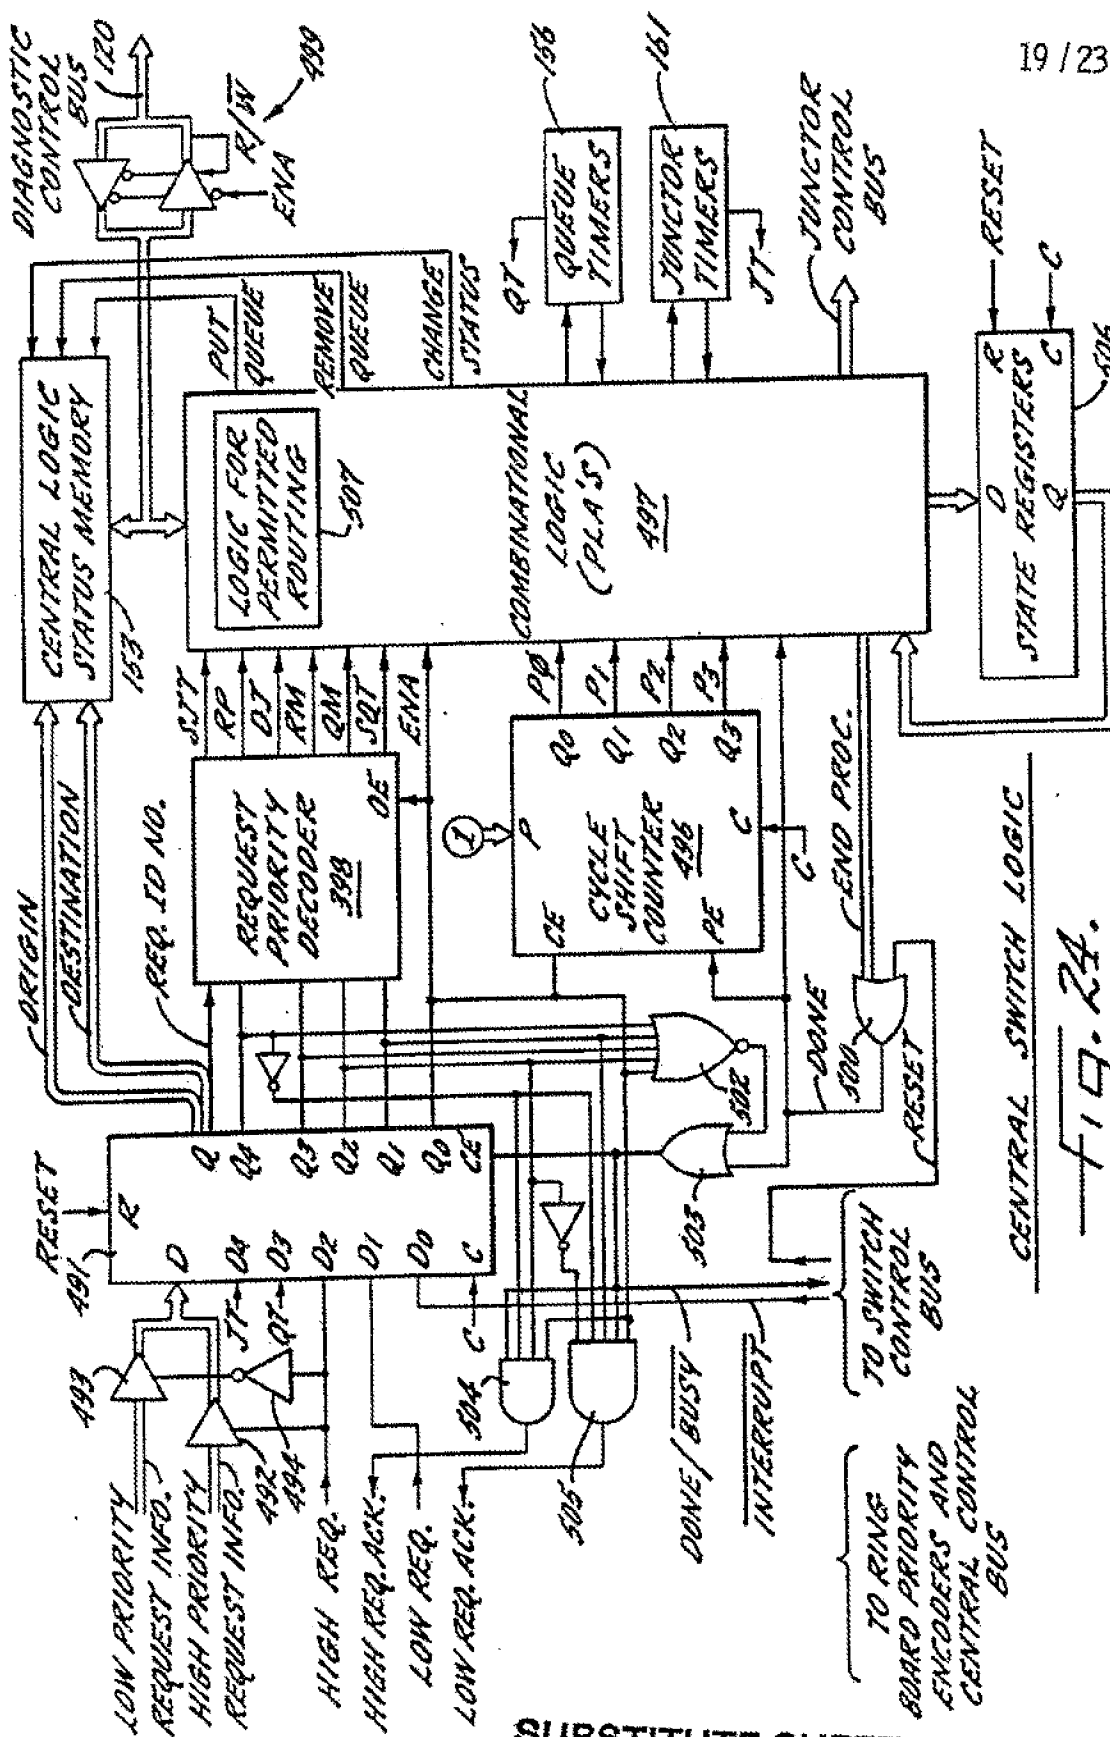 19/23
DIAGNOSTIC
CONTROL
BUS
120
R/W
499
ENA
CENTRAL LOGIC
STATUS MEMORY
153
PUT
QUEUE
REMOVE
QUEUE
CHANGE
STATUS
QT
QUEUE
TIMERS
156
JUNCTOR
TIMERS
161
JT
JUNCTOR
CONTROL
BUS
LOGIC FOR
PERMITTED
ROUTING
507
COMBINATIONAL
LOGIC
(PLA'S)
497
RESET
C
D
R
STATE REGISTERS
Q
C
506
ORIGIN
DESTINATION
REQ. ID NO.
SJT
RP
DJ
RM
QM
SQT
ENA
REQUEST
PRIORITY
DECODER
398
OE
1
P
CE
Q0
PØ
CYCLE
Q1
P1
SHIFT
Q2
P2
COUNTER
Q3
P3
496
PE
C
C
END PROC.
DONE
500
RESET
RESET
491
R
D
Q
D4
Q4
D3
Q3
D2
Q2
D1
Q1
D0
Q0
C
CE
JT
QT
C
493
492
494
502
503
504
505
LOW PRIORITY
REQUEST INFO.
HIGH PRIORITY
REQUEST INFO.
HIGH REQ.
HIGH REQ. ACK.
LOW REQ.
LOW REQ. ACK.
DONE/BUSY
INTERRUPT
TO SWITCH
CONTROL
BUS
TO RING
BOARD PRIORITY
ENCODERS AND
CENTRAL CONTROL
BUS
CENTRAL SWITCH LOGIC
Fig. 24.